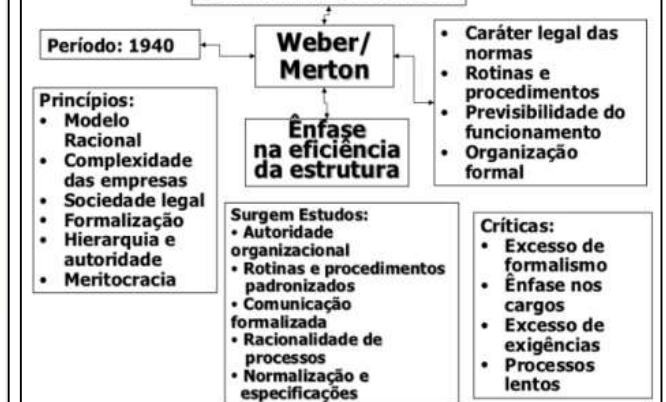 Período: 1940
Weber/
Merton
• Caráter legal das
normas
• Rotinas e
procedimentos
• Previsibilidade do
funcionamento
• Organização
formal
Princípios:
• Modelo
Racional
• Complexidade
das empresas
• Sociedade legal
• Formalização
• Hierarquia e
autoridade
• Meritocracia
Ênfase
na eficiência
da estrutura
Surgem Estudos:
• Autoridade
organizacional
• Rotinas e procedimentos
padronizados
• Comunicação
formalizada
• Racionalidade de
processos
• Normalização e
especificações
Críticas:
• Excesso de
formalismo
• Ênfase nos
cargos
• Excesso de
exigências
• Processos
lentos